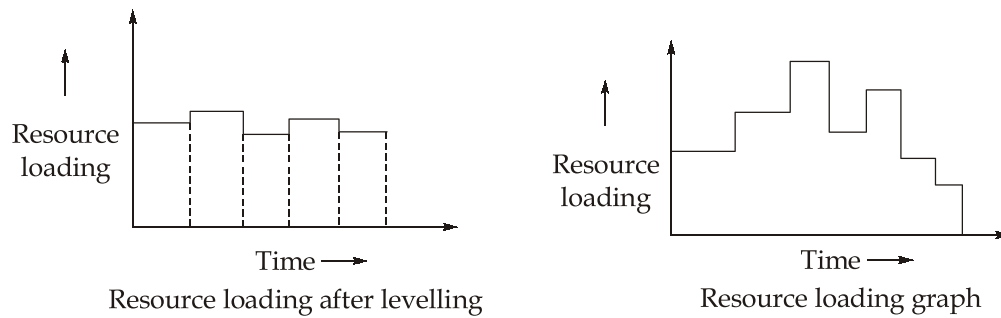 Resource
loading
Time
Resource loading after levelling
Resource
loading
Time
Resource loading graph